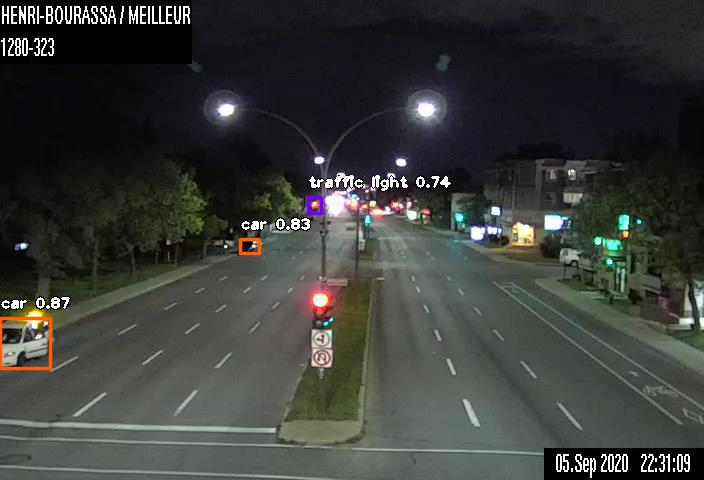 HENRI-BOURASSA / MEILLEUR
1280-323
traffic light 0.74
car 0.83
car 0.87
05.Sep 2020 22:31:09